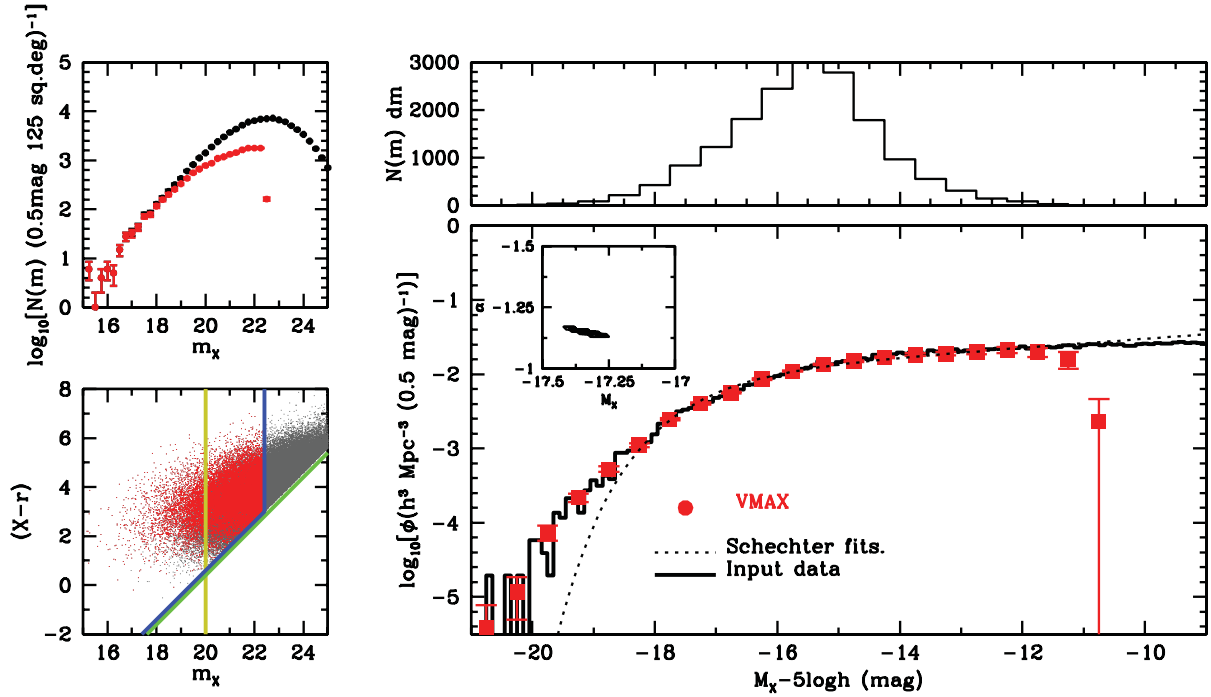 log₁₀[N(m) (0.5mag 125 sq.deg)⁻¹]
5
4
3
2
1
0
16 18 20 22 24
mₓ
(X-r)
8
6
4
2
0
-2
16 18 20 22 24
mₓ
N(m) dm
3000
2000
1000
0
log₁₀[ϕ(h³ Mpc⁻³ (0.5 mag)⁻¹)]
0
-1
-2
-3
-4
-5
α
-1.5
-1.25
-1
-17.5 -17.25 -17
Mₓ
VMAX
Schechter fits.
Input data
-20 -18 -16 -14 -12 -10
Mₓ-5logh (mag)